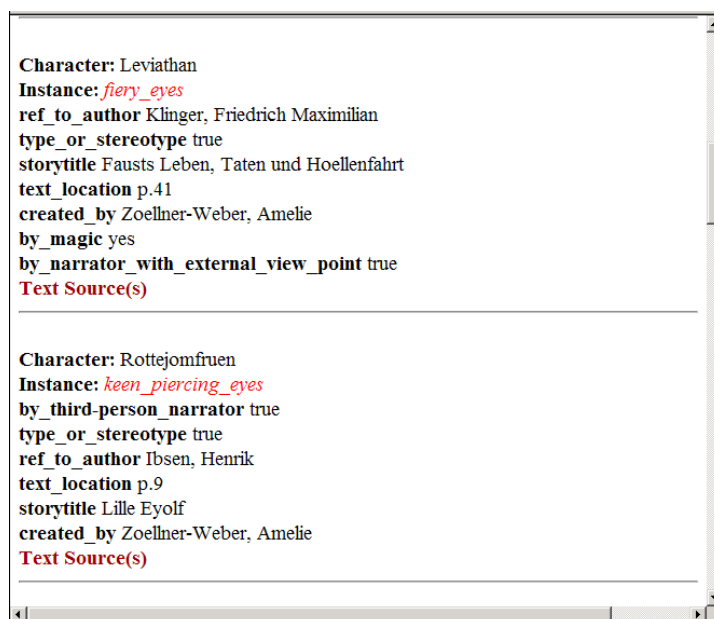 Character: Leviathan
Instance: fiery_eyes
ref_to_author Klinger, Friedrich Maximilian
type_or_stereotype true
storytitle Fausts Leben, Taten und Hoellenfahrt
text_location p.41
created_by Zoellner-Weber, Amelie
by_magic yes
by_narrator_with_external_view_point true
Text Source(s)
Character: Rottejomfruen
Instance: keen_piercing_eyes
by_third-person_narrator true
type_or_stereotype true
ref_to_author Ibsen, Henrik
text_location p.9
storytitle Lille Eyolf
created_by Zoellner-Weber, Amelie
Text Source(s)